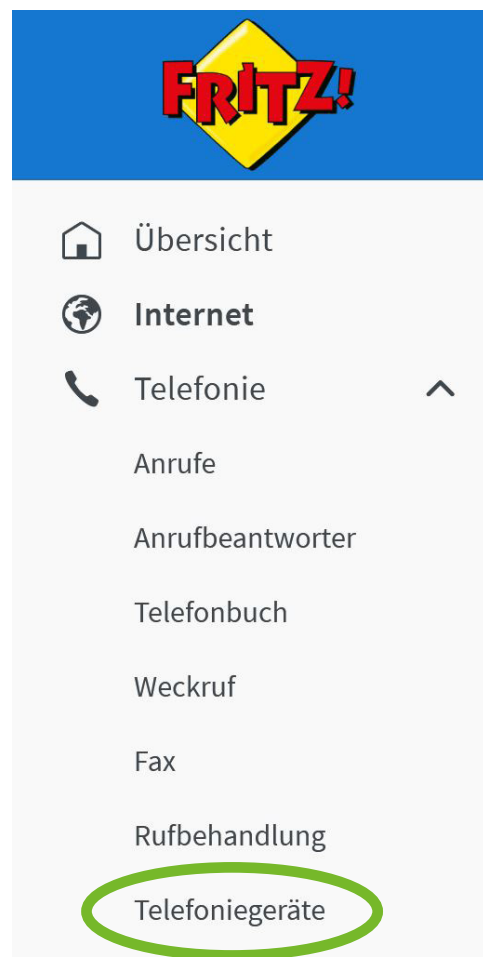 FRITZ!
Übersicht
Internet
Telefonie
Anrufe
Anrufbeantworter
Telefonbuch
Weckruf
Fax
Rufbehandlung
Telefoniegeräte